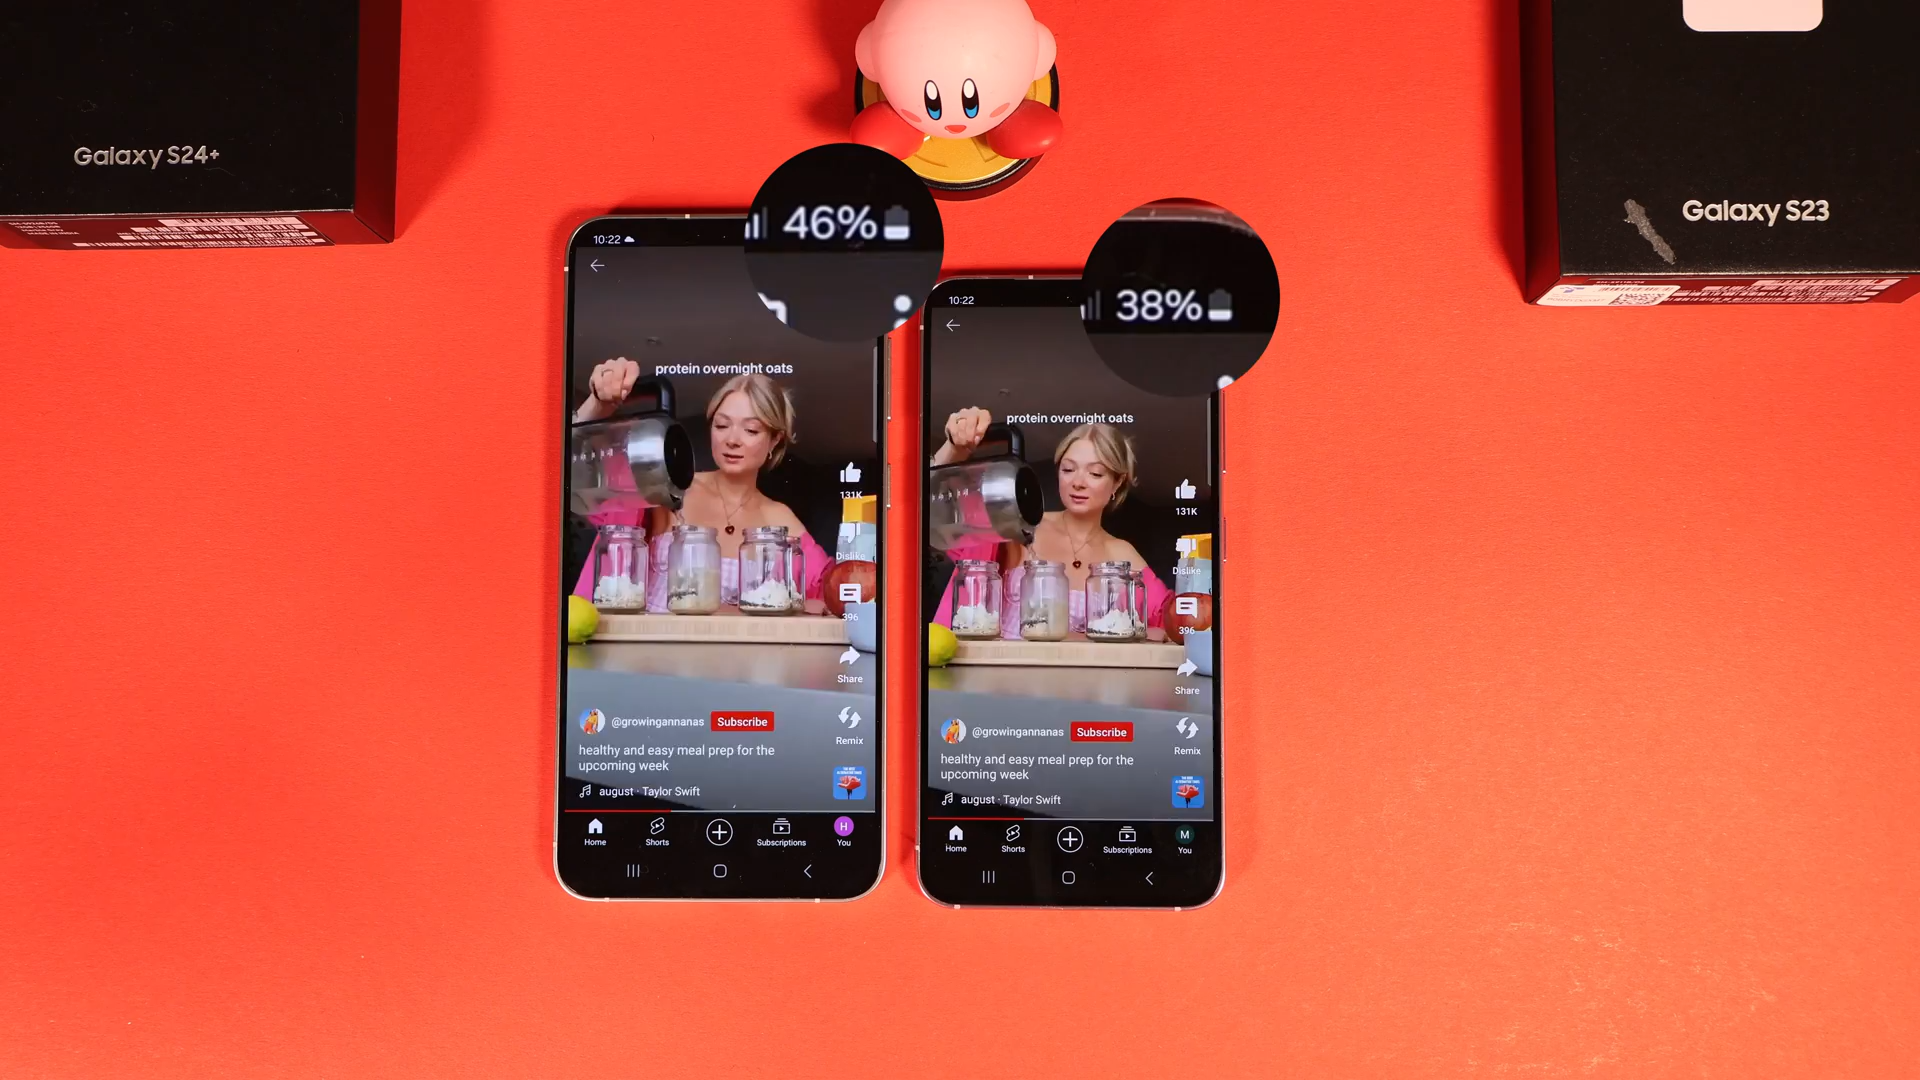 Galaxy S24+
Galaxy S23
46%
38%
10:22
10:22
protein overnight oats
protein overnight oats
131K
Dislike
396
Share
Remix
131K
Dislike
396
Share
Remix
@growingannanas Subscribe
healthy and easy meal prep for the
upcoming week
august · Taylor Swift
@growingannanas Subscribe
healthy and easy meal prep for the
upcoming week
august · Taylor Swift
Home Shorts Subscriptions H You
Home Shorts Subscriptions M You